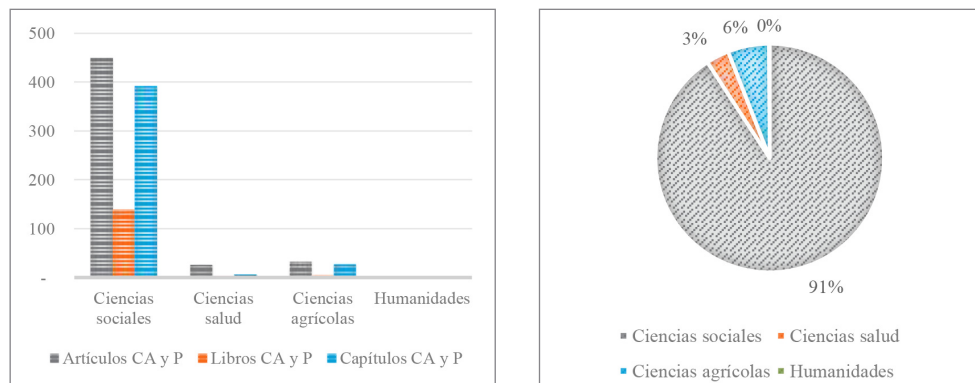 500
400
300
200
100
-
Ciencias sociales
Ciencias salud
Ciencias agrícolas
Humanidades
Artículos CA y P
Libros CA y P
Capítulos CA y P
3%
6%
0%
91%
Ciencias sociales
Ciencias salud
Ciencias agrícolas
Humanidades